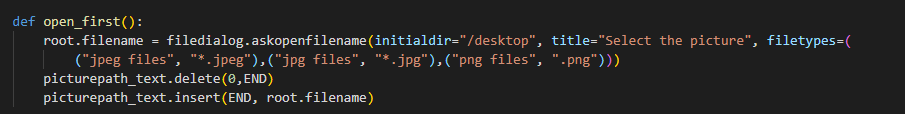 def open_first():
    root.filename = filedialog.askopenfilename(initialdir="/desktop", title="Select the picture", filetypes=(
        ("jpeg files", "*.jpeg"),("jpg files", "*.jpg"),("png files", ".png")))
    picturepath_text.delete(0,END)
    picturepath_text.insert(END, root.filename)